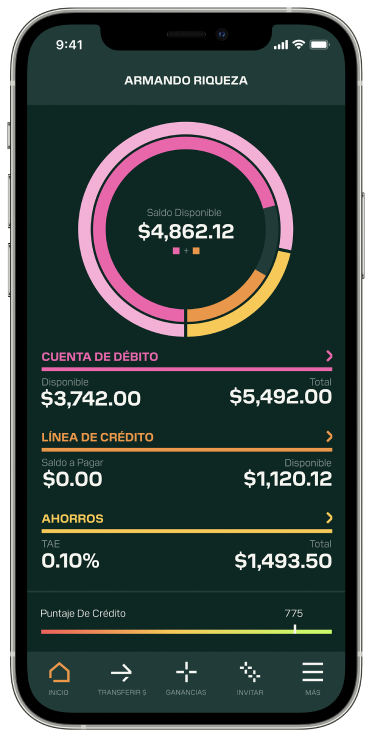 9:41
ARMANDO RIQUEZA
Saldo Disponible
$4,862.12
+
CUENTA DE DÉBITO
Disponible Total
$3,742.00 $5,492.00
LÍNEA DE CRÉDITO
Saldo a Pagar Disponible
$0.00 $1,120.12
AHORROS
TAE Total
0.10% $1,493.50
Puntaje De Crédito 775
INICIO TRANSFERIR $ GANANCIAS INVITAR MÁS